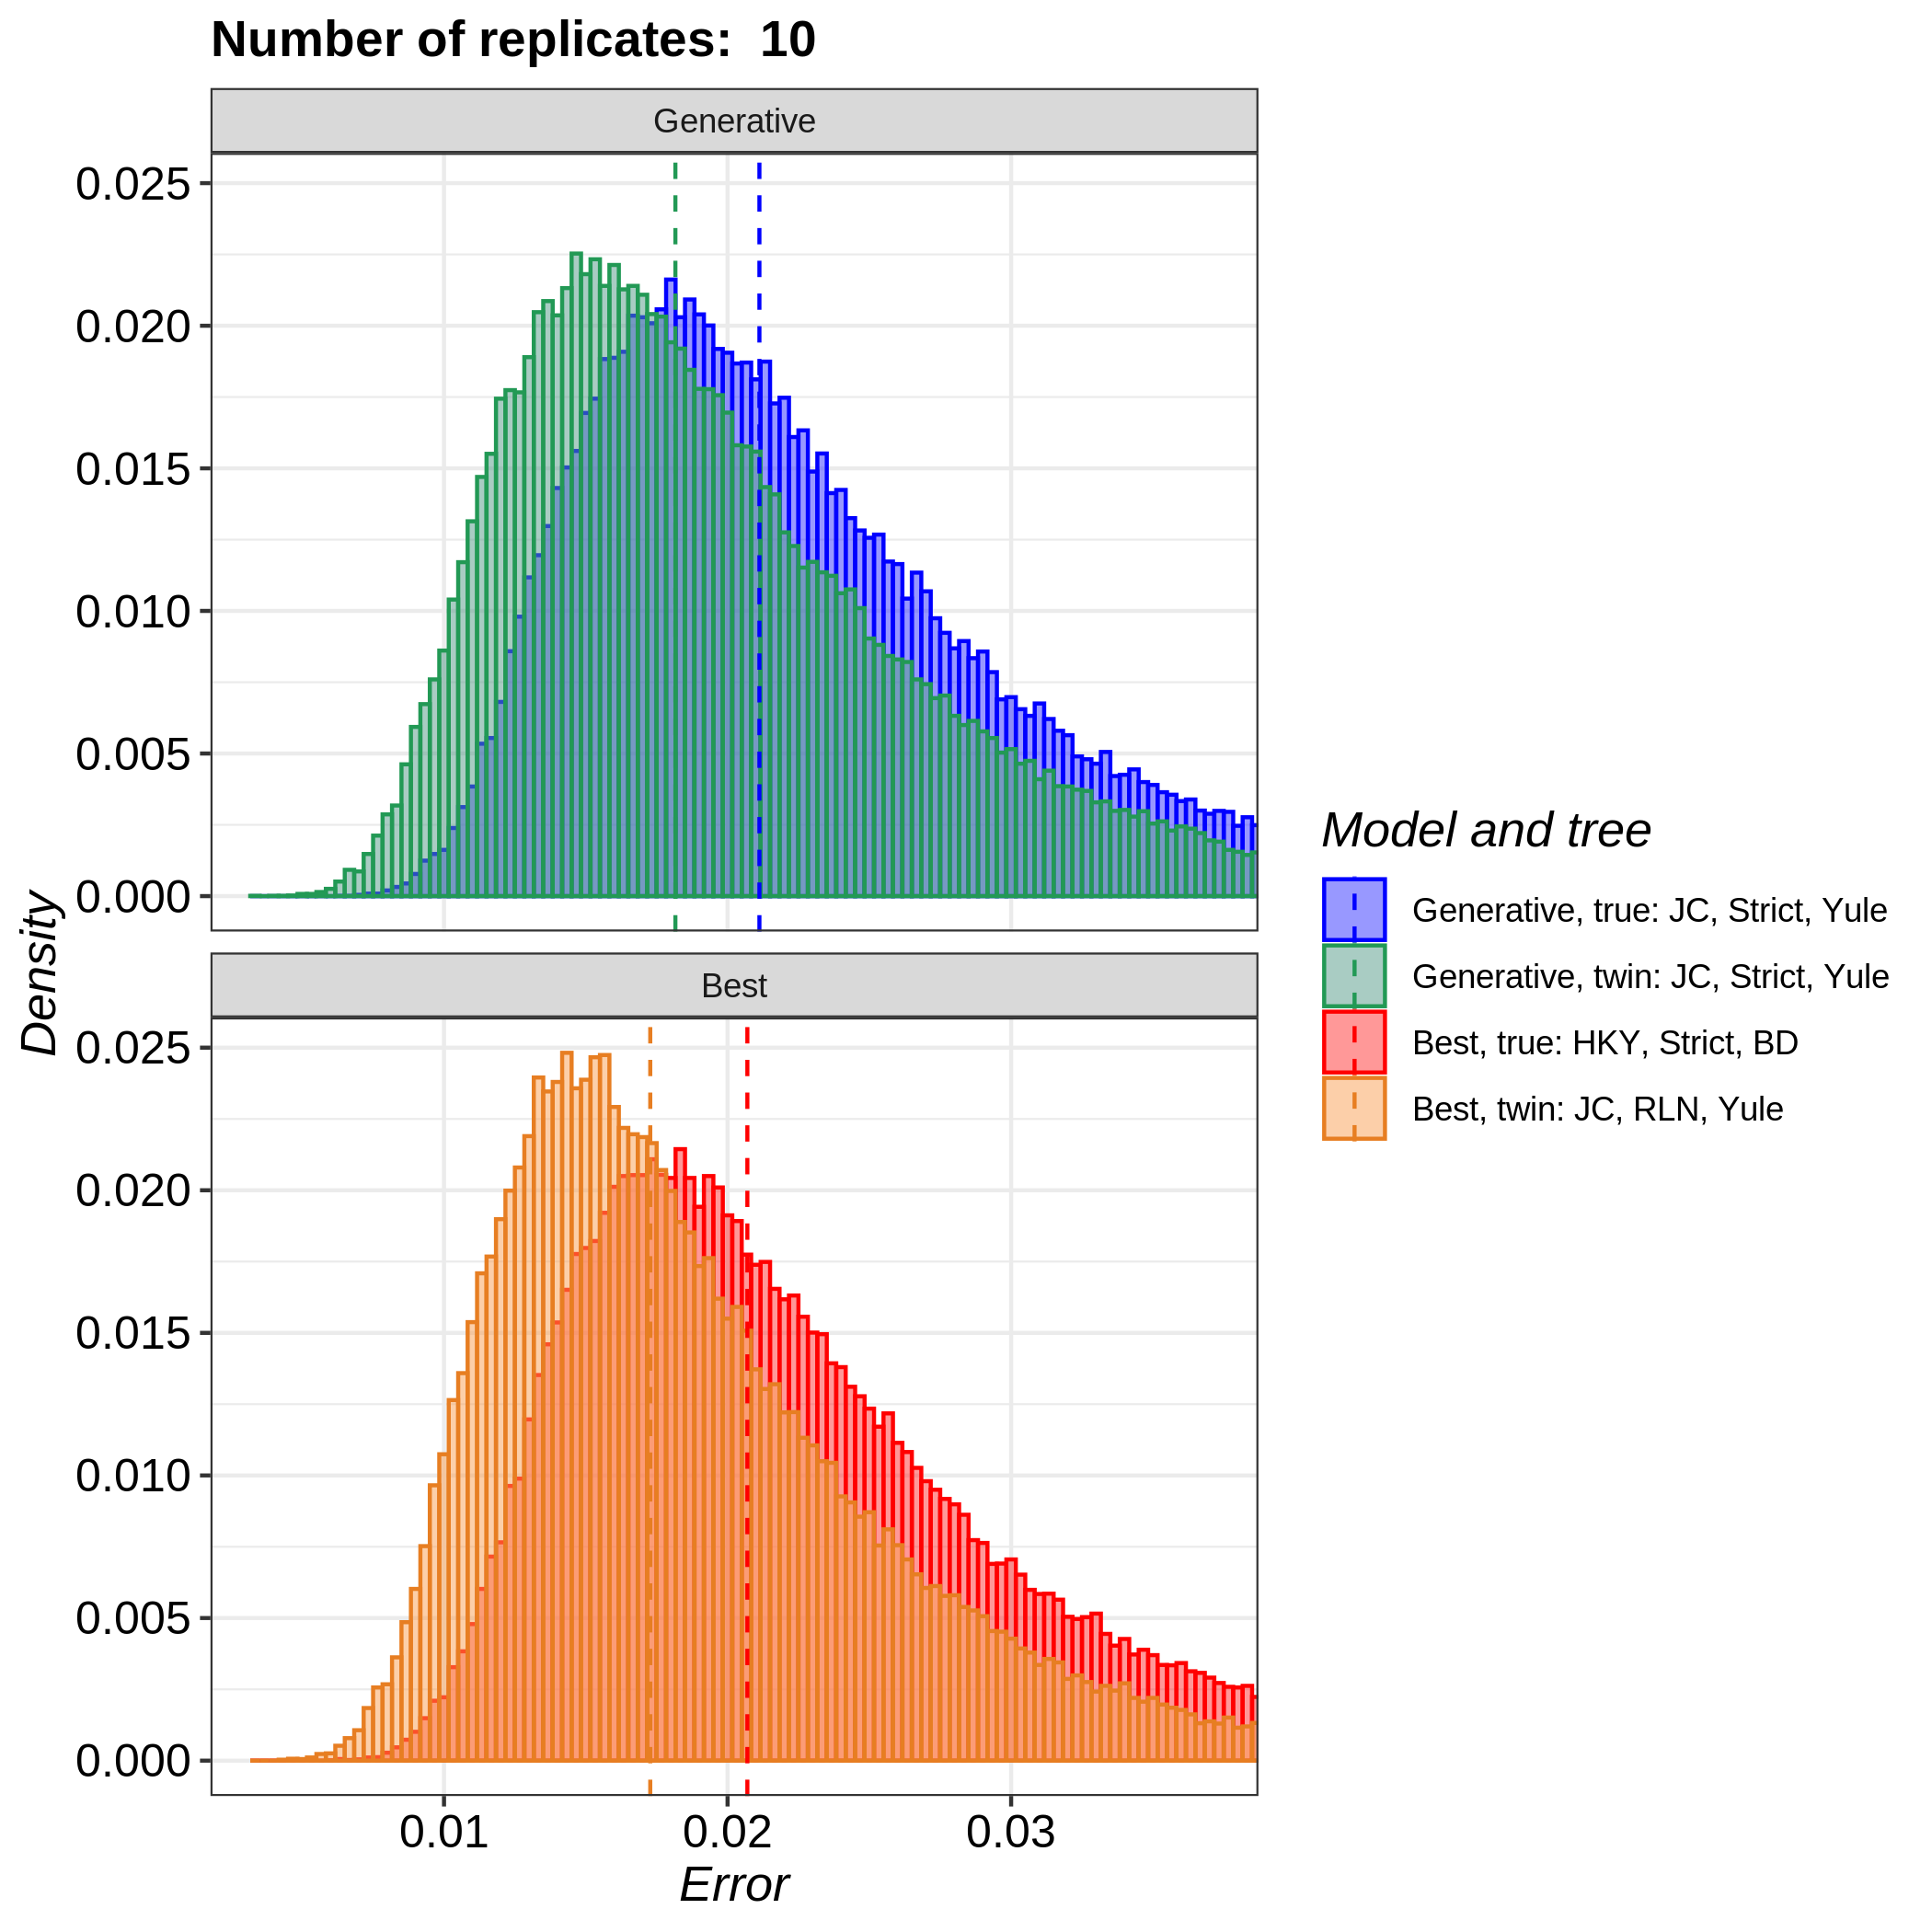 Number of replicates:  10
Generative
0.025
0.020
0.015
0.010
0.005
0.000
Best
0.025
0.020
0.015
0.010
0.005
0.000
0.01 0.02 0.03
Error
Density
Model and tree
Generative, true: JC, Strict, Yule
Generative, twin: JC, Strict, Yule
Best, true: HKY, Strict, BD
Best, twin: JC, RLN, Yule